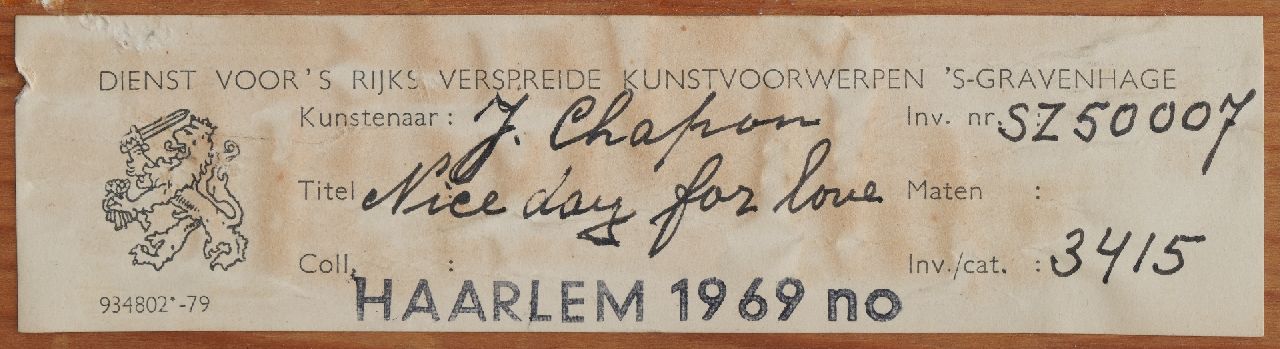 DIENST VOOR'S RIJKS VERSPREIDE KUNSTVOORWERPEN 'S-GRAVENHAGE
Kunstenaar : J. Chapon Inv. nr. : SZ50007
Titel : Nice day for love Maten :
Coll. : Inv./cat. : 3415
934802*-79 HAARLEM 1969 no